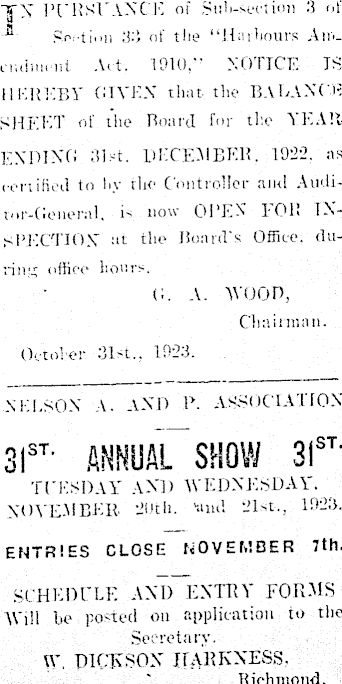 IN PURSUANCE of Sub-section 3 of
Section 33 of the "Harbours Am-
endment Act, 1910," NOTICE IS
HEREBY GIVEN that the BALANCE
SHEET of the Board for the YEAR
ENDING 31st. DECEMBER, 1922, as
certified to by the Controller and Audi-
tor-General, is now OPEN FOR IN-
SPECTION at the Board's Office, du-
ring office hours.
G. A. WOOD,
Chairman.
October 31st., 1923.
NELSON A. AND P. ASSOCIATION
31ST. ANNUAL SHOW 31ST.
TUESDAY AND WEDNESDAY,
NOVEMBER 20th. and 21st., 1923.
ENTRIES CLOSE NOVEMBER 7th.
SCHEDULE AND ENTRY FORMS
Will be posted on application to the
Secretary.
W. DICKSON HARKNESS,
Richmond.